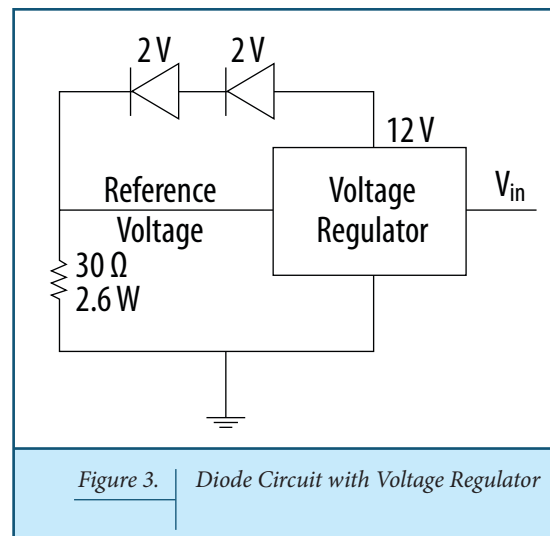 2 V 2 V
12 V
Reference
Voltage
Voltage
Regulator
Vin
30 Ω
2.6 W
Figure 3. Diode Circuit with Voltage Regulator